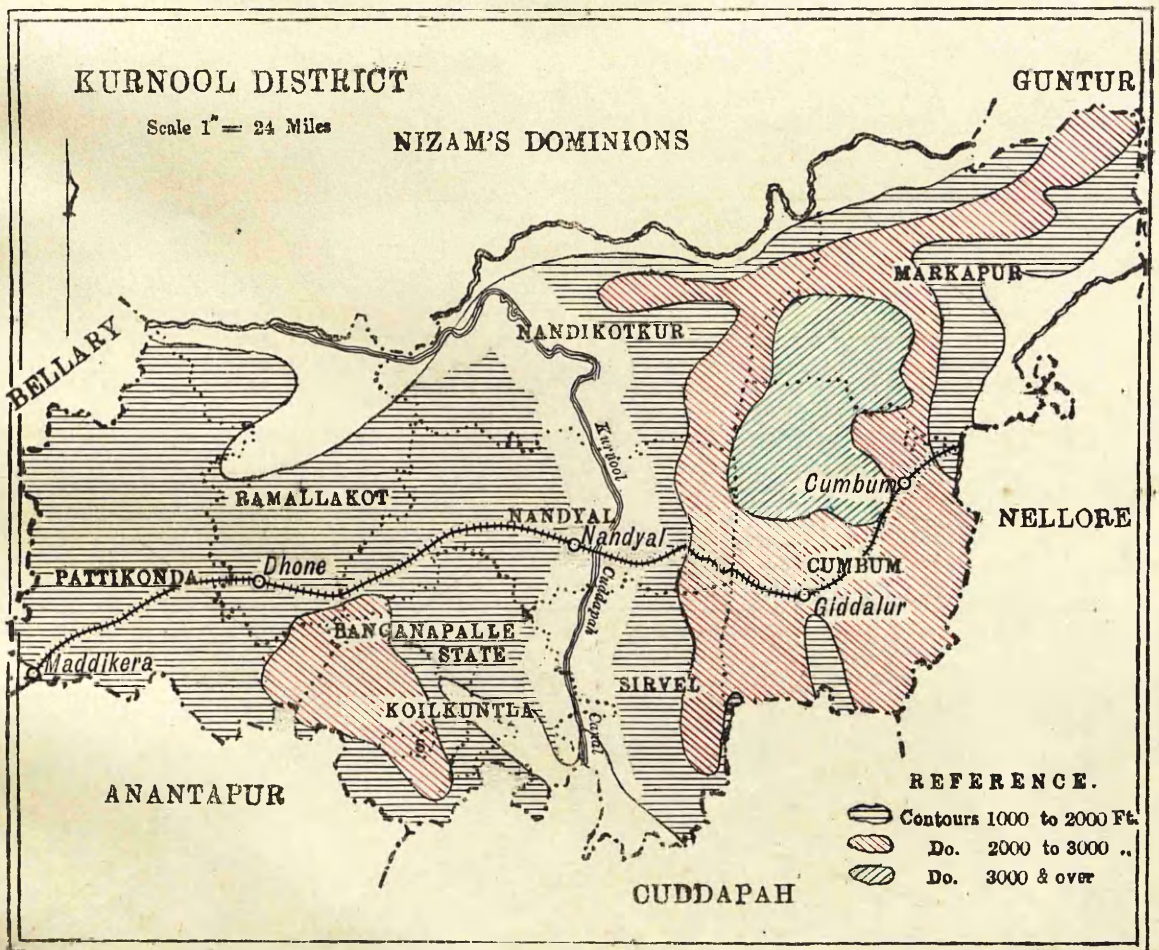 KURNOOL DISTRICT
Scale 1" = 24 Miles
GUNTUR
NIZAM'S DOMINIONS
MARKAPUR
BELLARY
NANDIKOTKUR
Kurnool
Cumbum
RAMALLAKOT
NANDYAL
Nandyal
NELLORE
PATTIKONDA
Dhone
CUMBUM
Cuddapah
Giddalur
BANGANAPALLE
STATE
Maddikera
SIRVEL
KOILKUNTLA
Canal
ANANTAPUR
REFERENCE.
Contours 1000 to 2000 Ft.
Do. 2000 to 3000 „
Do. 3000 & over
CUDDAPAH